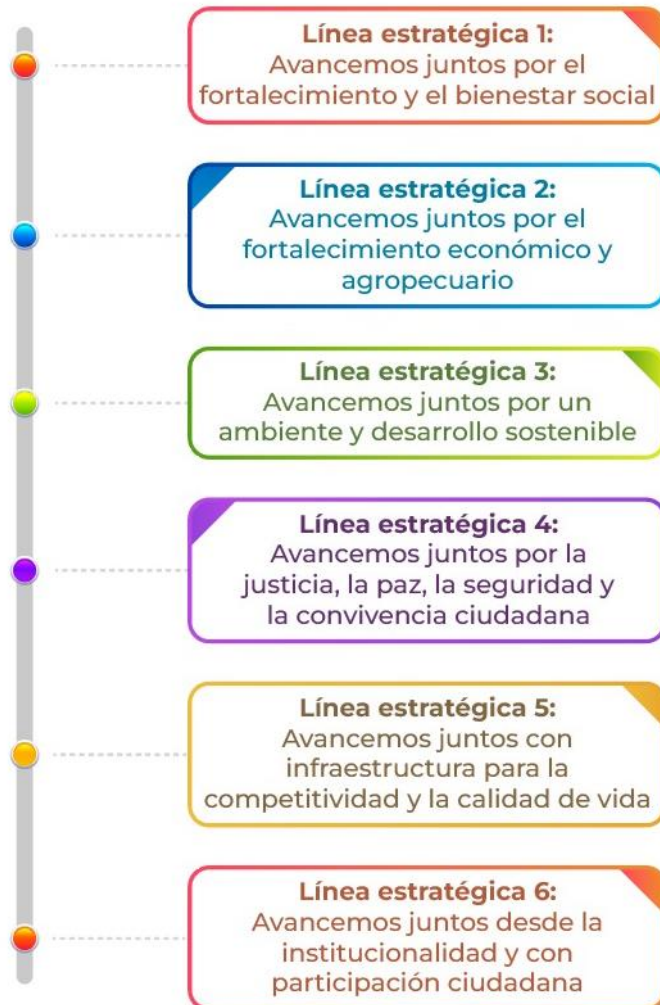 Línea estratégica 1:
Avancemos juntos por el
fortalecimiento y el bienestar social
Línea estratégica 2:
Avancemos juntos por el
fortalecimiento económico y
agropecuario
Línea estratégica 3:
Avancemos juntos por un
ambiente y desarrollo sostenible
Línea estratégica 4:
Avancemos juntos por la
justicia, la paz, la seguridad y
la convivencia ciudadana
Línea estratégica 5:
Avancemos juntos con
infraestructura para la
competitividad y la calidad de vida
Línea estratégica 6:
Avancemos juntos desde la
institucionalidad y con
participación ciudadana